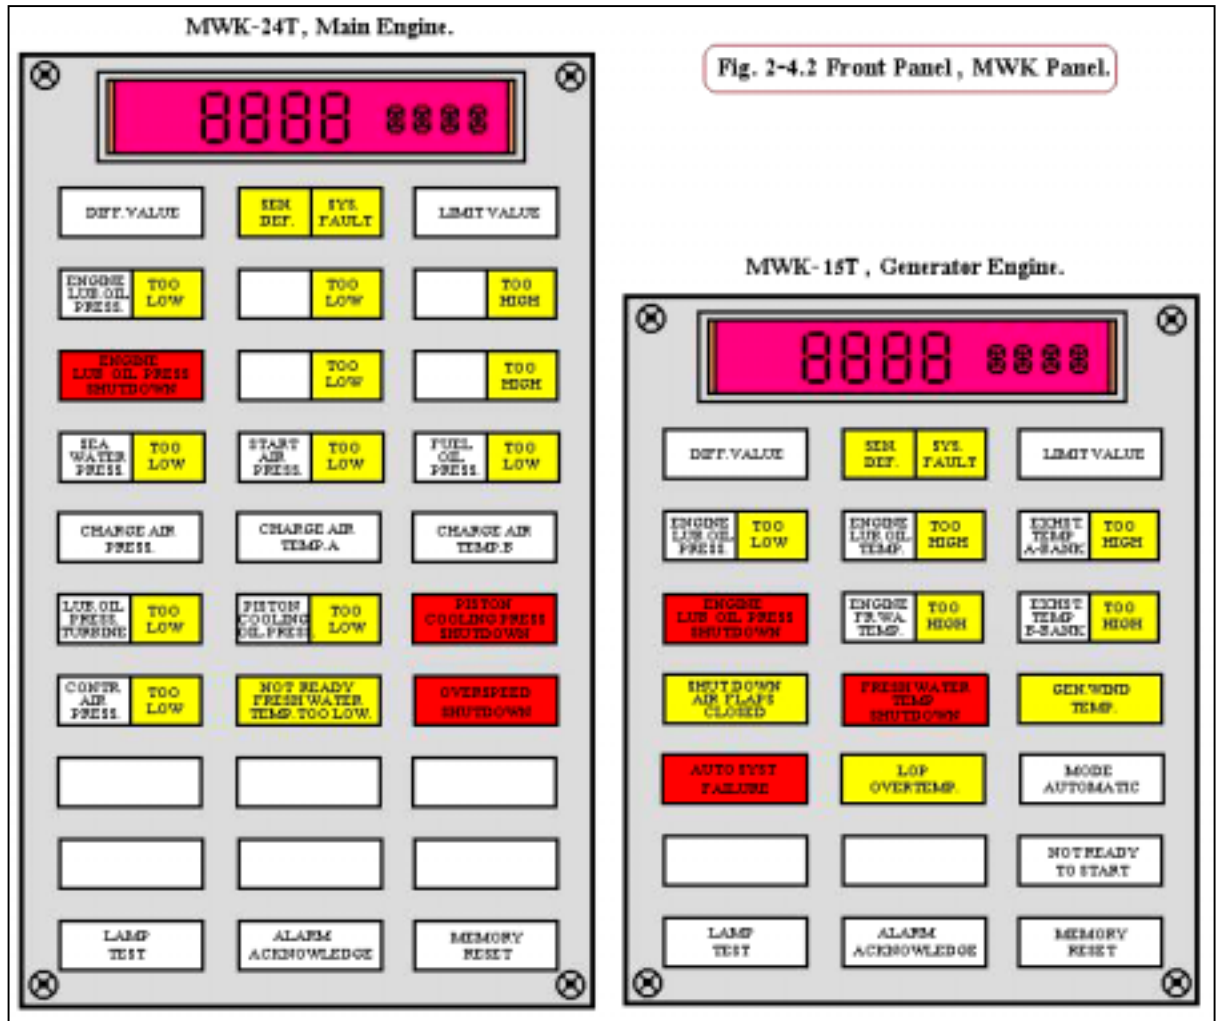 MWK-24T, Main Engine.
Fig. 2-4.2 Front Panel, MWK Panel.
8888 8888
DIFF.VALUE
SEN.
DEF.
SYS.
FAULT
LIMIT VALUE
ENGINE
LUB.OIL
PRESS.
TOO
LOW
TOO
LOW
TOO
HIGH
ENGINE
LUB OIL PRESS
SHUTDOWN
TOO
LOW
TOO
HIGH
SEA
WATER
PRESS.
TOO
LOW
START
AIR
PRESS.
TOO
LOW
FUEL
OIL
PRESS.
TOO
LOW
CHARGE AIR
PRESS.
CHARGE AIR
TEMP.A
CHARGE AIR
TEMP.B
LUB.OIL
PRESS.
TURBINE
TOO
LOW
PISTON
COOLING
OIL.PRESS.
TOO
LOW
PISTON
COOLING PRESS
SHUTDOWN
CONTR.
AIR
PRESS.
TOO
LOW
NOT READY
FRESH WATER
TEMP.TOO LOW.
OVERSPEED
SHUTDOWN
LAMP
TEST
ALARM
ACKNOWLEDGE
MEMORY
RESET
MWK-15T, Generator Engine.
8888 8888
DIFF.VALUE
SEN.
DEF.
SYS.
FAULT
LIMIT VALUE
ENGINE
LUB.OIL
PRESS.
TOO
LOW
ENGINE
LUB.OIL
TEMP.
TOO
HIGH
EXHST.
TEMP
A-BANK
TOO
HIGH
ENGINE
LUB OIL PRESS
SHUTDOWN
ENGINE
FR.WA.
TEMP.
TOO
HIGH
EXHST.
TEMP
B-BANK
TOO
HIGH
SHUTDOWN
AIR FLAPS
CLOSED
FRESH WATER
TEMP
SHUTDOWN
GEN.WIND
TEMP.
AUTO SYST
FAILURE
LOP
OVERTEMP.
MODE
AUTOMATIC
NOT READY
TO START
LAMP
TEST
ALARM
ACKNOWLEDGE
MEMORY
RESET